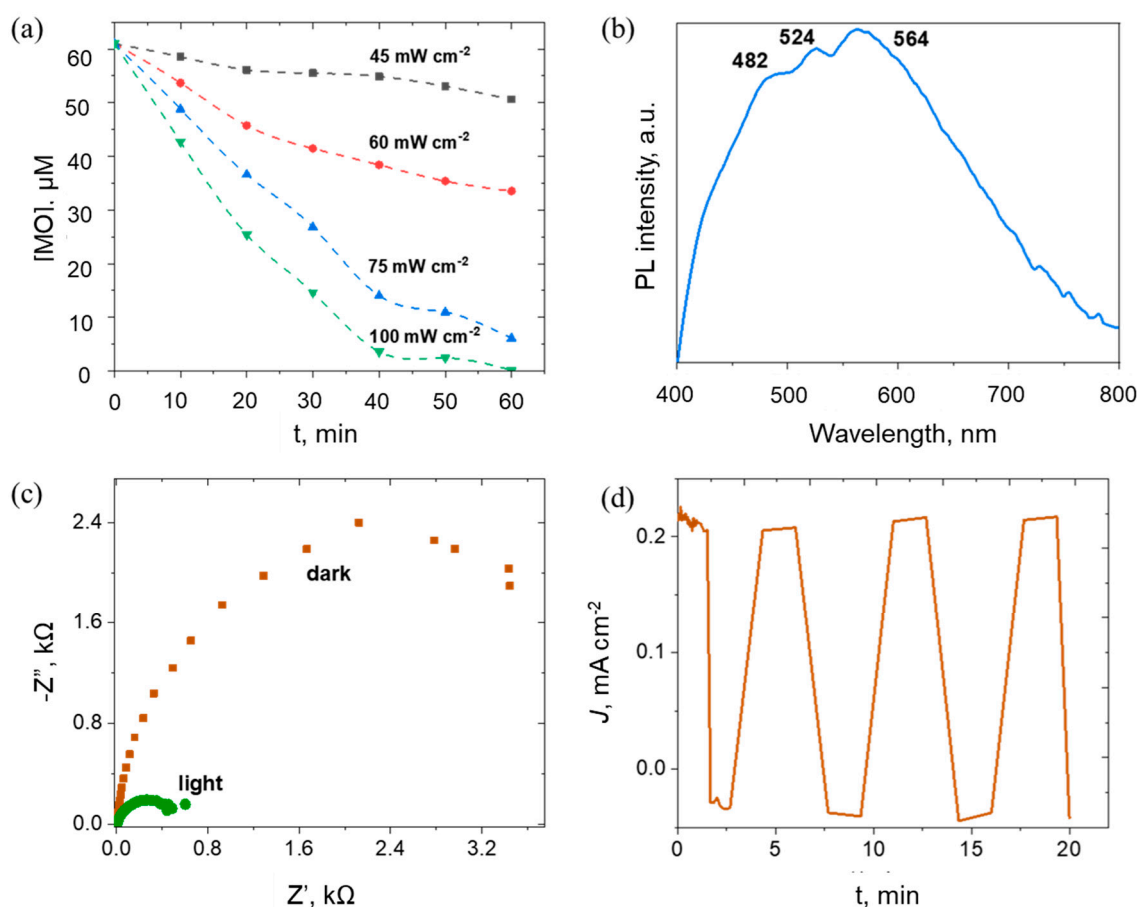 (a)
60
50
40
30
20
10
0
[MO]. μM
45 mW cm⁻²
60 mW cm⁻²
75 mW cm⁻²
100 mW cm⁻²
0 10 20 30 40 50 60
t, min
(b)
482
524
564
PL intensity, a.u.
400 500 600 700 800
Wavelength, nm
(c)
2.4
1.6
0.8
0.0
-Z″, kΩ
dark
light
0.0 0.8 1.6 2.4 3.2
Z', kΩ
(d)
0.2
0.1
0.0
J, mA cm⁻²
0 5 10 15 20
t, min